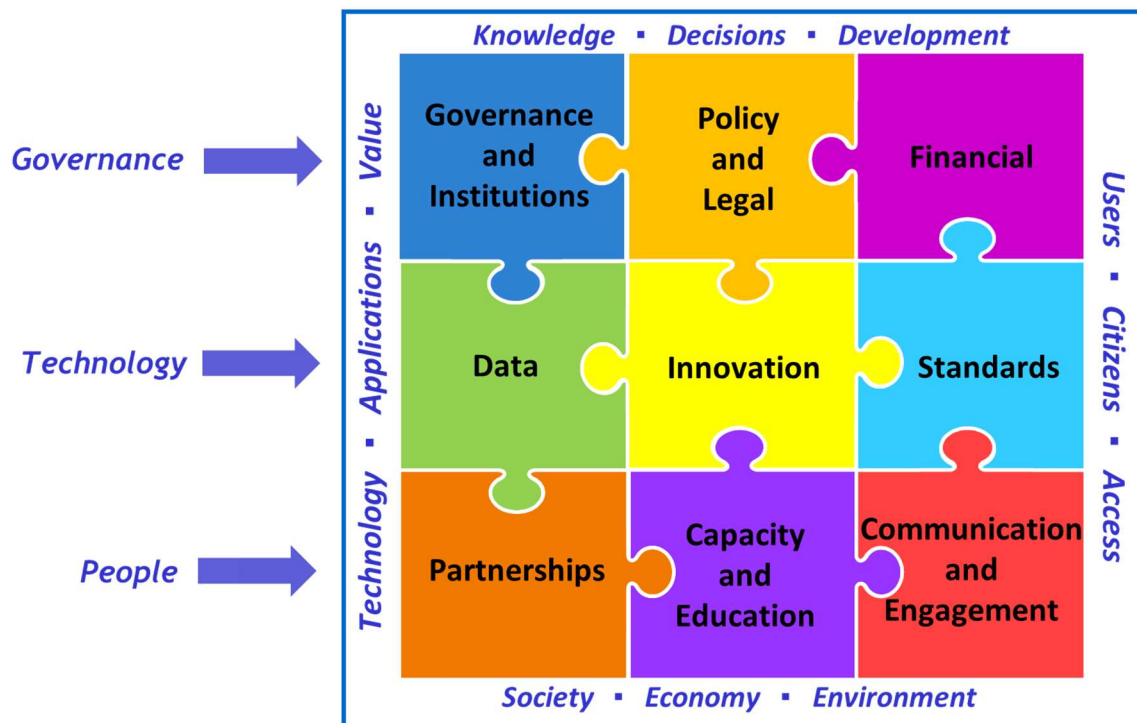 Knowledge ▪ Decisions ▪ Development
Governance
Technology
People
Technology ▪ Applications ▪ Value
Governance
and
Institutions
Policy
and
Legal
Financial
Data
Innovation
Standards
Partnerships
Capacity
and
Education
Communication
and
Engagement
Users ▪ Citizens ▪ Access
Society ▪ Economy ▪ Environment